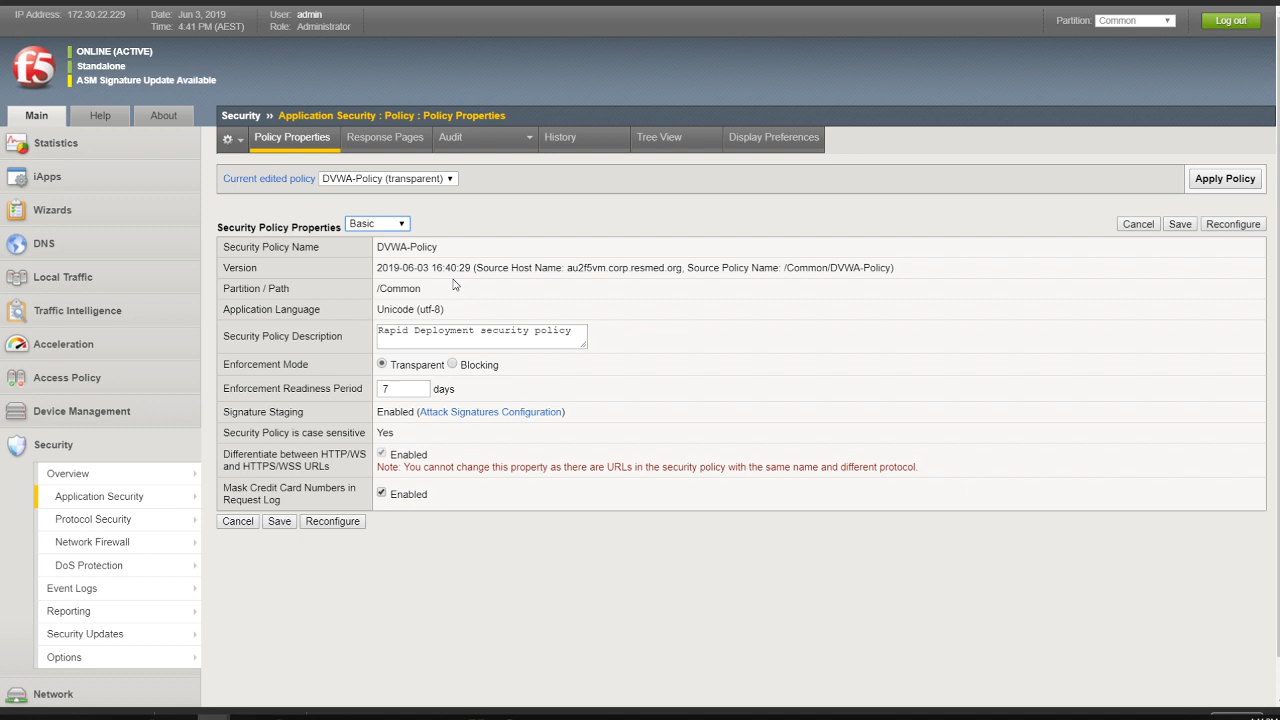 IP Address: 172.30.22.229 Date: Jun 3, 2019 User: admin
Time: 4:41 PM (AEST) Role: Administrator
Partition: Common Log out
f5
ONLINE (ACTIVE)
Standalone
ASM Signature Update Available
Main Help About
Security »» Application Security : Policy : Policy Properties
Policy Properties Response Pages Audit History Tree View Display Preferences
Statistics
iApps
Wizards
DNS
Local Traffic
Traffic Intelligence
Acceleration
Access Policy
Device Management
Security
Overview
Application Security
Protocol Security
Network Firewall
DoS Protection
Event Logs
Reporting
Security Updates
Options
Network
Current edited policy DVWA-Policy (transparent) Apply Policy
Security Policy Properties Basic Cancel Save Reconfigure
Security Policy Name DVWA-Policy
Version 2019-06-03 16:40:29 (Source Host Name: au2f5vm.corp.resmed.org, Source Policy Name: /Common/DVWA-Policy)
Partition / Path /Common
Application Language Unicode (utf-8)
Security Policy Description Rapid Deployment security policy
Enforcement Mode Transparent Blocking
Enforcement Readiness Period 7 days
Signature Staging Enabled (Attack Signatures Configuration)
Security Policy is case sensitive Yes
Differentiate between HTTP/WS and HTTPS/WSS URLs Enabled
Note: You cannot change this property as there are URLs in the security policy with the same name and different protocol.
Mask Credit Card Numbers in Request Log Enabled
Cancel Save Reconfigure